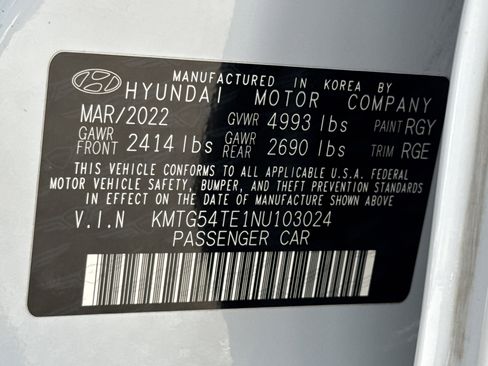 MANUFACTURED IN KOREA BY
HYUNDAI MOTOR COMPANY
MAR/2022 GVWR 4993 lbs PAINT RGY
GAWR FRONT 2414 lbs GAWR REAR 2690 lbs TRIM RGE
THIS VEHICLE CONFORMS TO ALL APPLICABLE U.S.A. FEDERAL
MOTOR VEHICLE SAFETY, BUMPER, AND THEFT PREVENTION STANDARDS
IN EFFECT ON THE DATE OF MANUFACTURE SHOWN ABOVE.
V.I.N KMTG54TE1NU103024
PASSENGER CAR